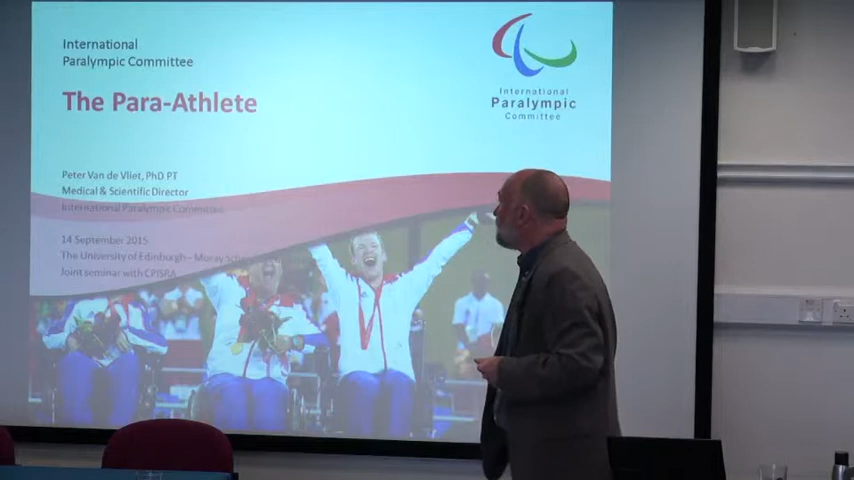 International
Paralympic Committee
The Para-Athlete
International
Paralympic
Committee
Peter Van de Vliet, PhD PT
Medical & Scientific Director
International Paralympic Committee
14 September 2015
The University of Edinburgh – Moray
Joint seminar with CPISRA